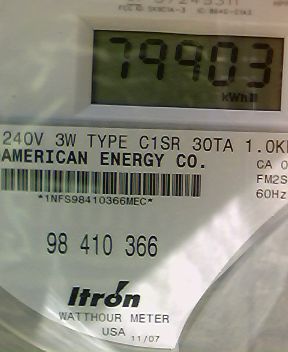 79903
kWh
240V 3W TYPE C1SR 30TA 1.0K
AMERICAN ENERGY CO.
CA 0
FM2S
60Hz
*1NFS98410366MEC*
98 410 366
Itron
WATTHOUR METER
USA 11/07